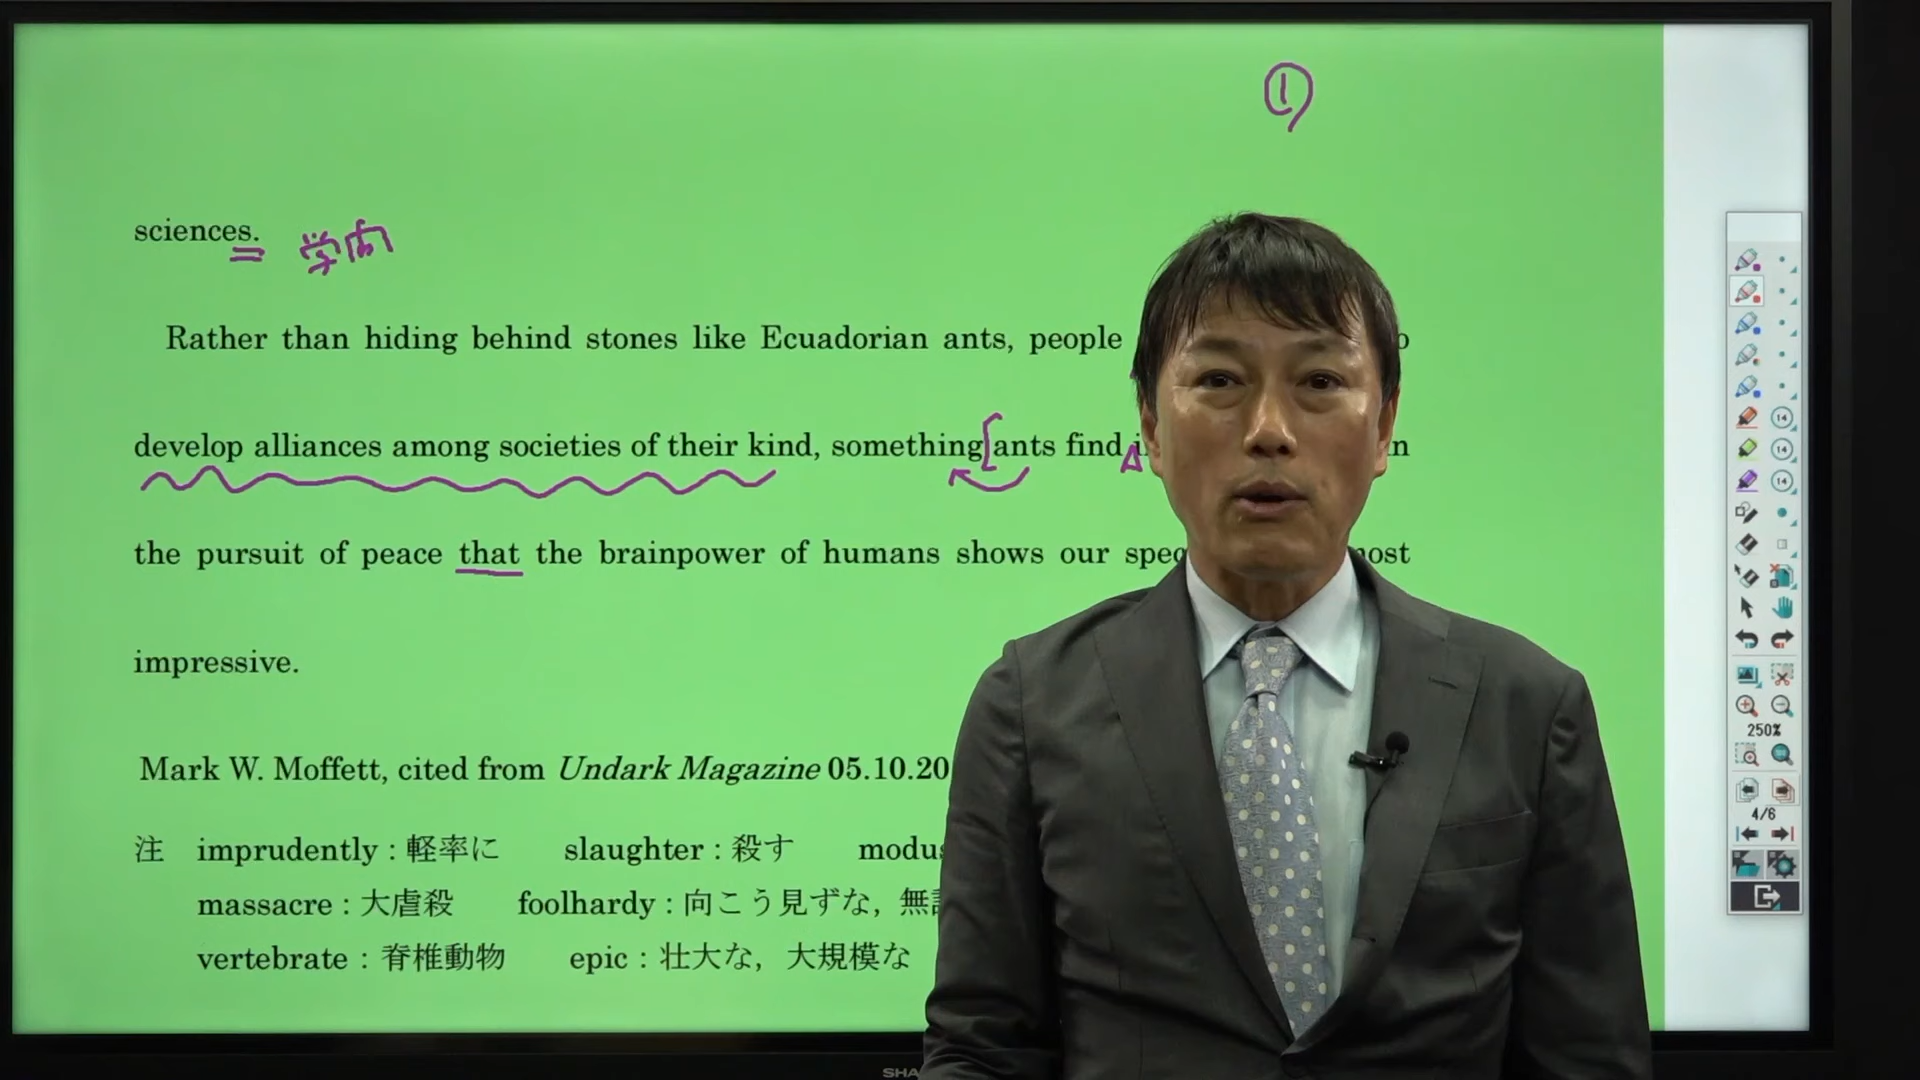 ①
sciences. 学問
Rather than hiding behind stones like Ecuadorian ants, people
develop alliances among societies of their kind, something [ants find
the pursuit of peace that the brainpower of humans shows our
impressive.
Mark W. Moffett, cited from Undark Magazine 05.10.20
注 imprudently : 軽率に slaughter : 殺す
massacre : 大虐殺 foolhardy : 向こう見ずな,
vertebrate : 脊椎動物 epic : 壮大な, 大規模な
14
14
14
250%
4/6